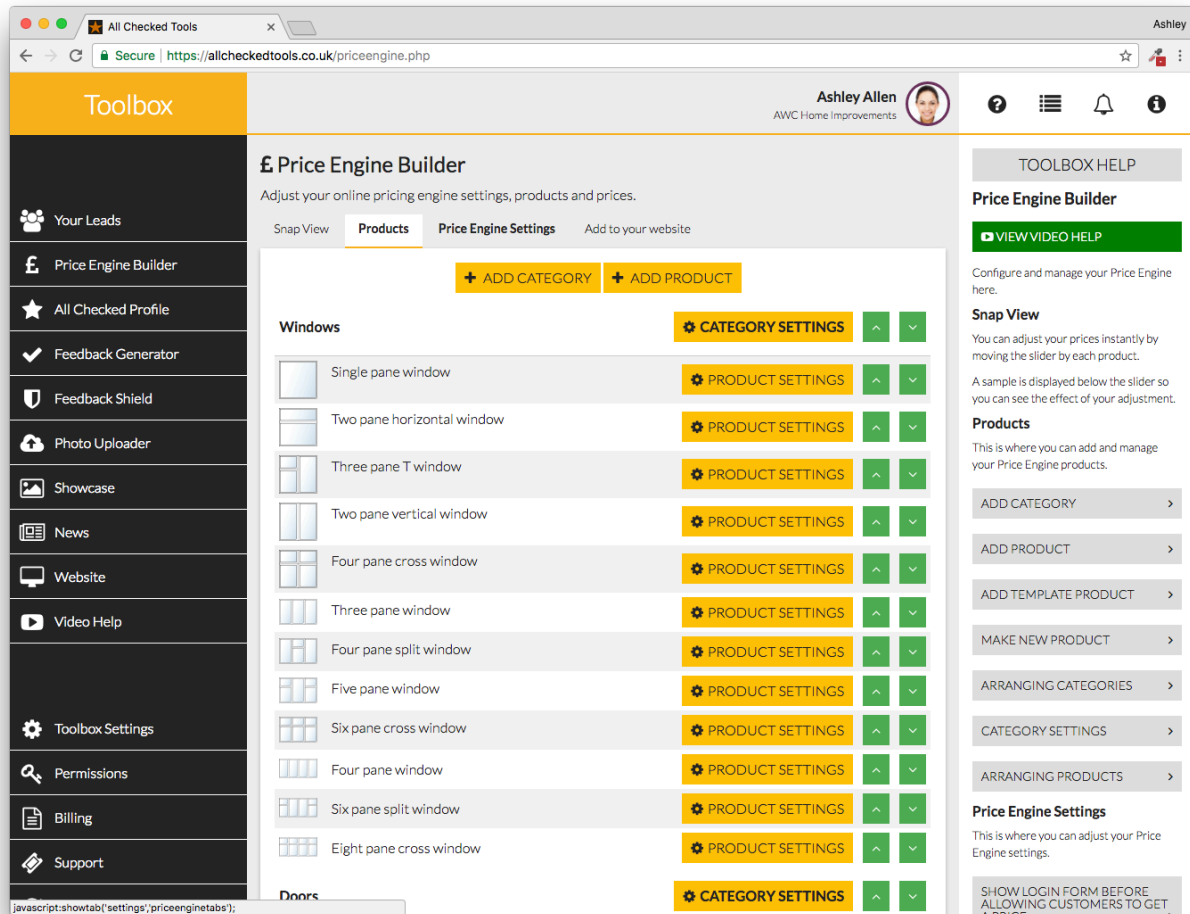 All Checked Tools
Ashley
Secure | https://allcheckedtools.co.uk/priceengine.php
Toolbox
Ashley Allen
AWC Home Improvements
Your Leads
£ Price Engine Builder
All Checked Profile
Feedback Generator
Feedback Shield
Photo Uploader
Showcase
News
Website
Video Help
Toolbox Settings
Permissions
Billing
Support
£ Price Engine Builder
Adjust your online pricing engine settings, products and prices.
Snap View Products Price Engine Settings Add to your website
ADD CATEGORY ADD PRODUCT
Windows CATEGORY SETTINGS
Single pane window PRODUCT SETTINGS
Two pane horizontal window PRODUCT SETTINGS
Three pane T window PRODUCT SETTINGS
Two pane vertical window PRODUCT SETTINGS
Four pane cross window PRODUCT SETTINGS
Three pane window PRODUCT SETTINGS
Four pane split window PRODUCT SETTINGS
Five pane window PRODUCT SETTINGS
Six pane cross window PRODUCT SETTINGS
Four pane window PRODUCT SETTINGS
Six pane split window PRODUCT SETTINGS
Eight pane cross window PRODUCT SETTINGS
Doors CATEGORY SETTINGS
TOOLBOX HELP
Price Engine Builder
VIEW VIDEO HELP
Configure and manage your Price Engine
here.
Snap View
You can adjust your prices instantly by
moving the slider by each product.
A sample is displayed below the slider so
you can see the effect of your adjustment.
Products
This is where you can add and manage
your Price Engine products.
ADD CATEGORY
ADD PRODUCT
ADD TEMPLATE PRODUCT
MAKE NEW PRODUCT
ARRANGING CATEGORIES
CATEGORY SETTINGS
ARRANGING PRODUCTS
Price Engine Settings
This is where you can adjust your Price
Engine settings.
SHOW LOGIN FORM BEFORE
ALLOWING CUSTOMERS TO GET
A PRICE
javascript:showtab('settings','priceenginetabs');